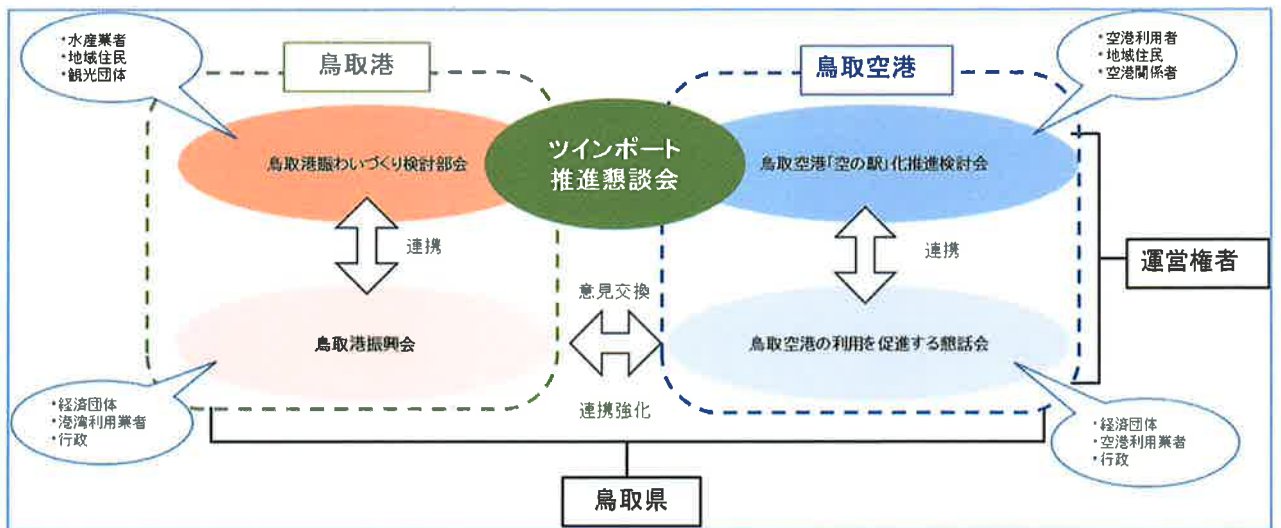 ・水産業者
・地域住民
・観光団体
鳥取港
鳥取空港
・空港利用者
・地域住民
・空港関係者
鳥取港賑わいづくり検討部会
ツインポート
推進懇談会
鳥取空港「空の駅」化推進検討会
連携
連携
運営権者
意見交換
鳥取港振興会
鳥取空港の利用を促進する懇話会
連携強化
・経済団体
・港湾利用業者
・行政
・経済団体
・空港利用業者
・行政
鳥取県